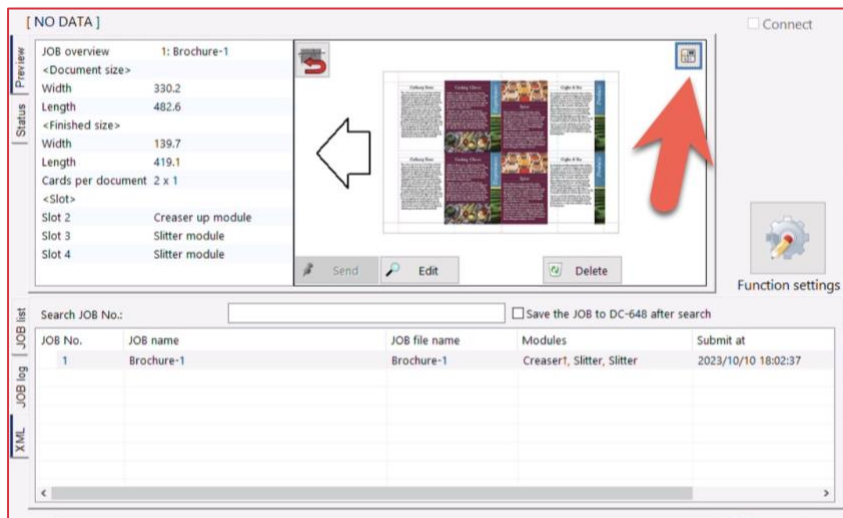 [ NO DATA ]
Connect
Preview
Status
JOB overview 1: Brochure-1
<Document size>
Width 330.2
Length 482.6
<Finished size>
Width 139.7
Length 419.1
Cards per document 2 x 1
<Slot>
Slot 2 Creaser up module
Slot 3 Slitter module
Slot 4 Slitter module
Send
Edit
Delete
Function settings
JOB list
JOB log
XML
Search JOB No.:
Save the JOB to DC-648 after search
JOB No. JOB name JOB file name Modules Submit at
1 Brochure-1 Brochure-1 Creaser↑, Slitter, Slitter 2023/10/10 18:02:37